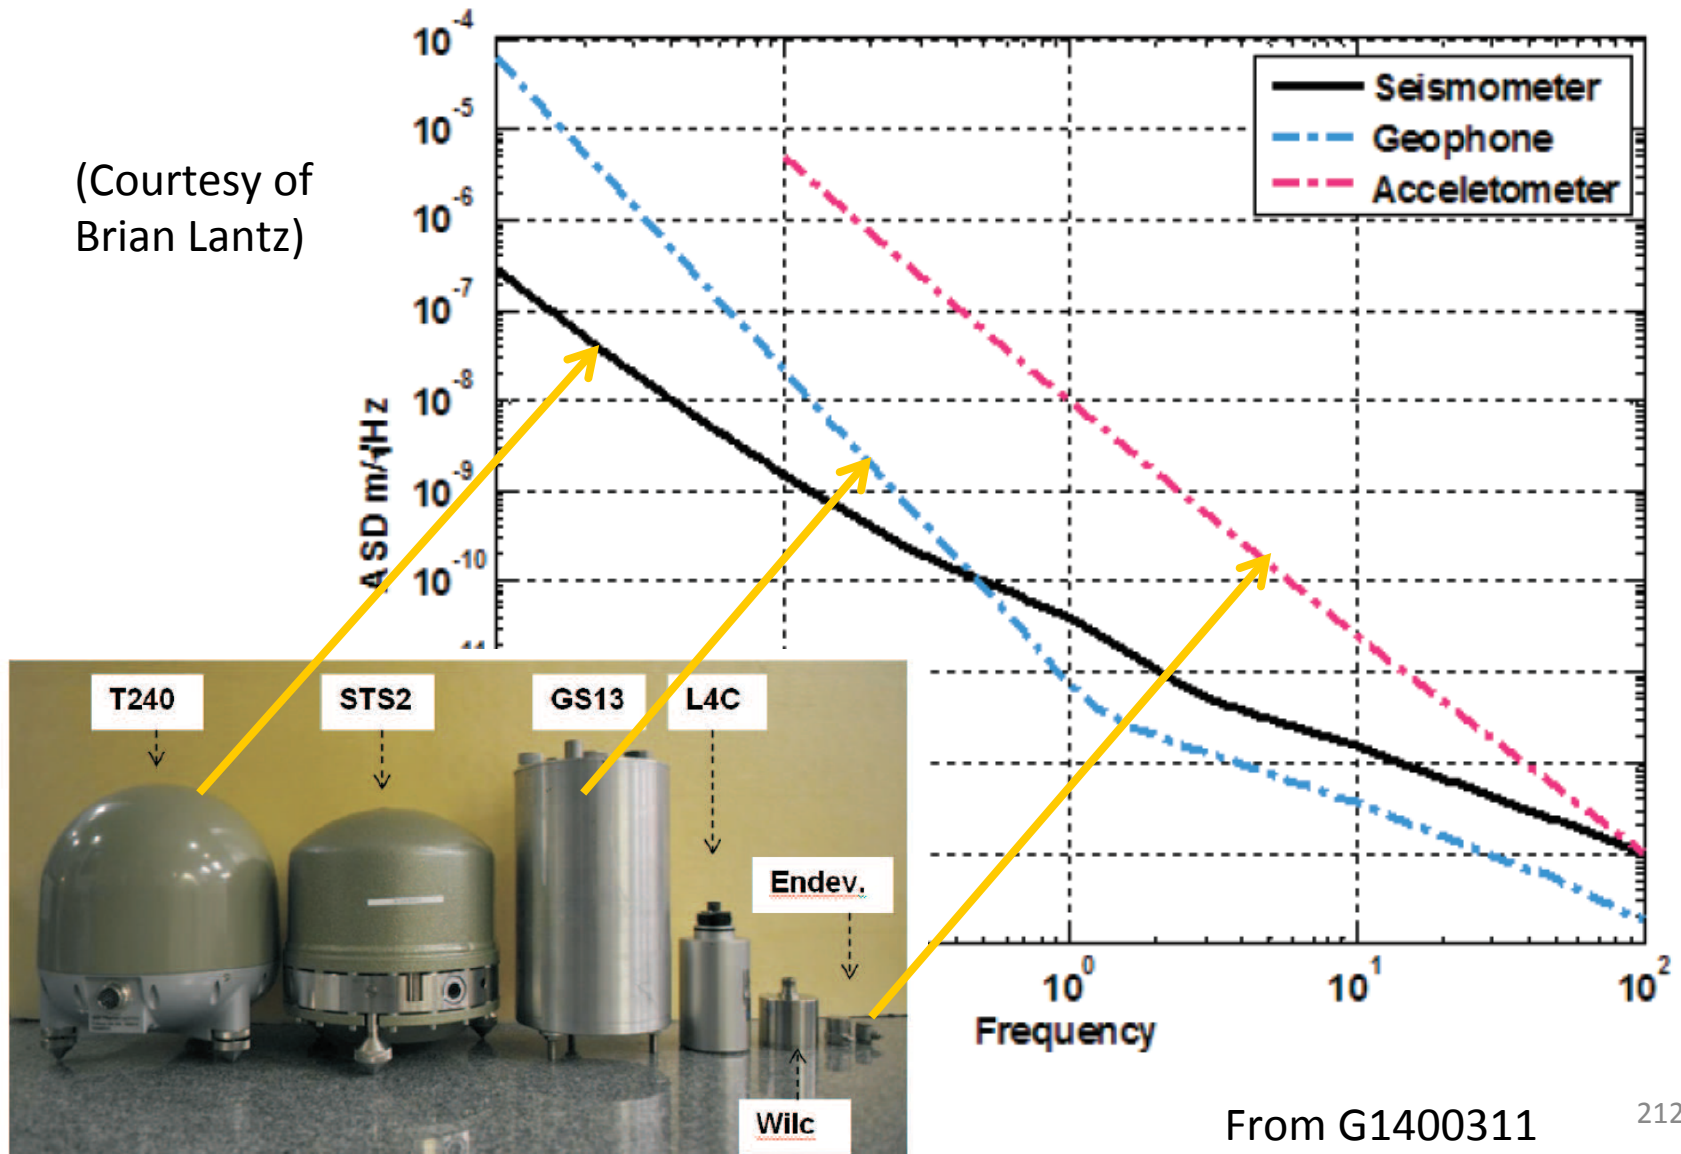 (Courtesy of
Brian Lantz)
10^-4
10^-5
10^-6
10^-7
10^-8
10^-9
10^-10
ASD m/√Hz
Seismometer
Geophone
Acceletometer
T240
STS2
GS13
L4C
Endev.
Wilc
10^0
10^1
10^2
Frequency
From G1400311
212